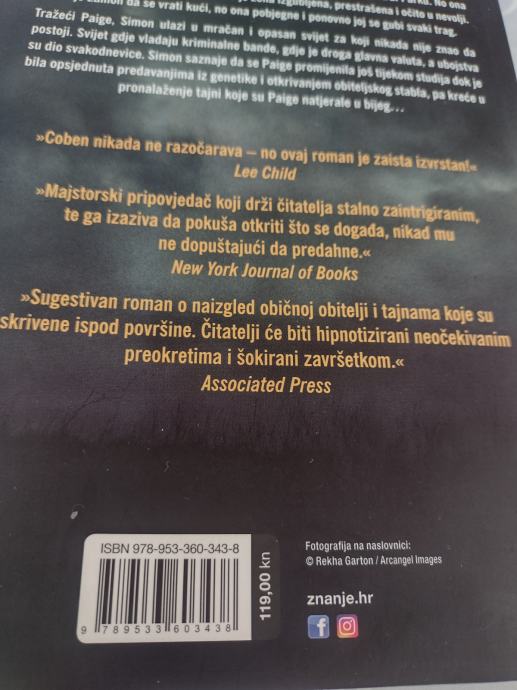 da se vrati kući, no ona pobjegne i ponovno joj se gubi svaki trag.
Tražeći Paige, Simon ulazi u mračan i opasan svijet za koji nikada nije znao da
postoji. Svijet gdje vladaju kriminalne bande, gdje je droga glavna valuta, a ubojstva
su dio svakodnevice. Simon saznaje da se Paige promijenila još tijekom studija dok je
bila opsjednuta predavanjima iz genetike i otkrivanjem obiteljskog stabla, pa kreće u
pronalaženje tajni koje su Paige natjerale u bijeg...
»Coben nikada ne razočarava – no ovaj roman je zaista izvrstan!«
Lee Child
»Majstorski pripovjedač koji drži čitatelja stalno zaintrigiranim,
te ga izaziva da pokuša otkriti što se događa, nikad mu
ne dopuštajući da predahne.«
New York Journal of Books
»Sugestivan roman o naizgled običnoj obitelji i tajnama koje su
skrivene ispod površine. Čitatelji će biti hipnotizirani neočekivanim
preokretima i šokirani završetkom.«
Associated Press
ISBN 978-953-360-343-8
9 789533 603438
119,00 kn
Fotografija na naslovnici:
© Rekha Garton / Arcangel Images
znanje.hr